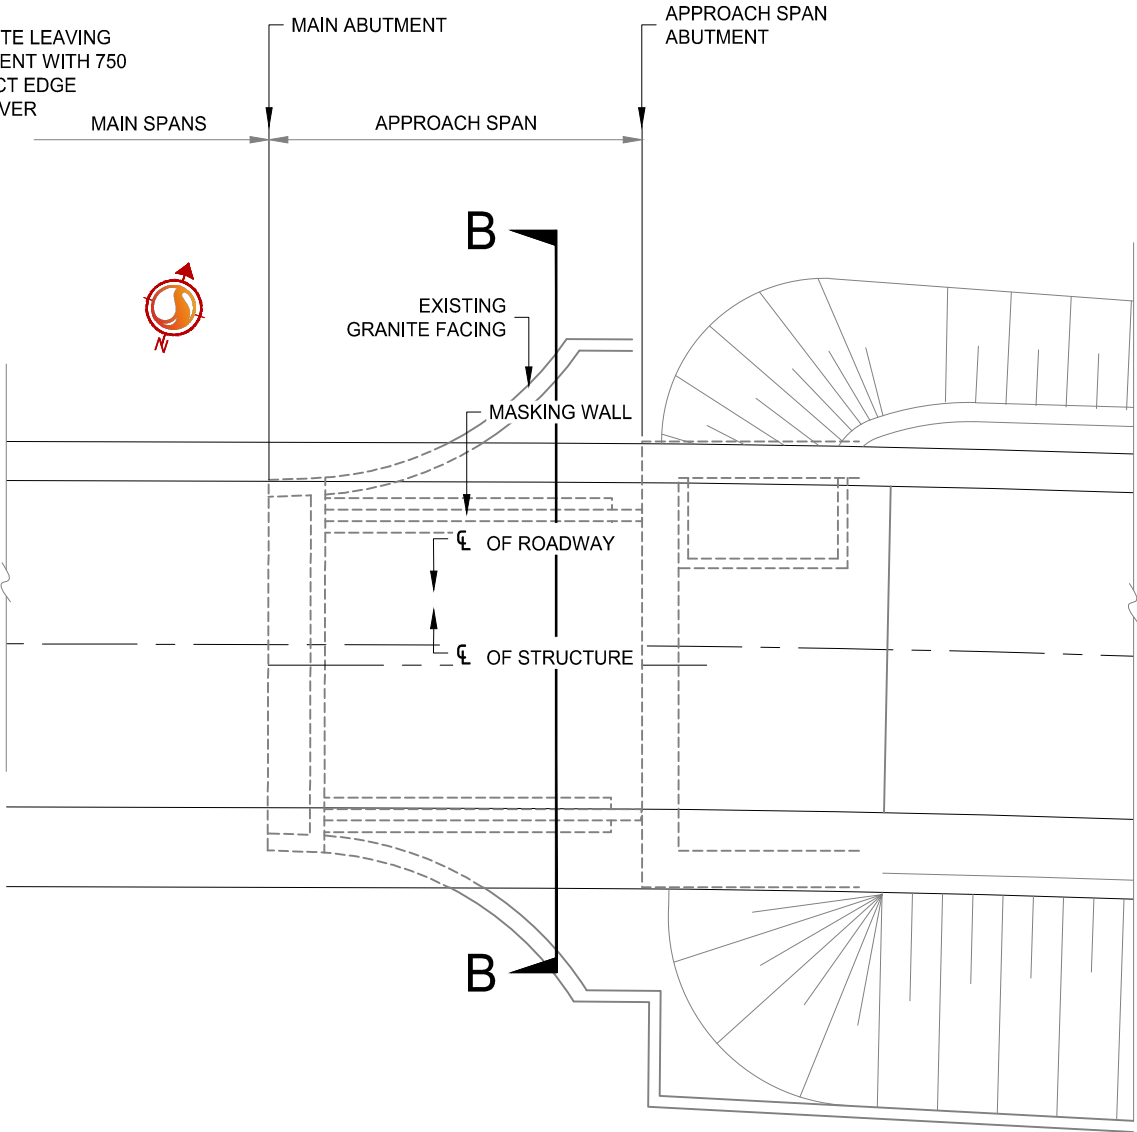 TE LEAVING
ENT WITH 750
CT EDGE
VER
MAIN ABUTMENT
APPROACH SPAN
ABUTMENT
MAIN SPANS
APPROACH SPAN
B
N
EXISTING
GRANITE FACING
MASKING WALL
℄ OF ROADWAY
℄ OF STRUCTURE
B